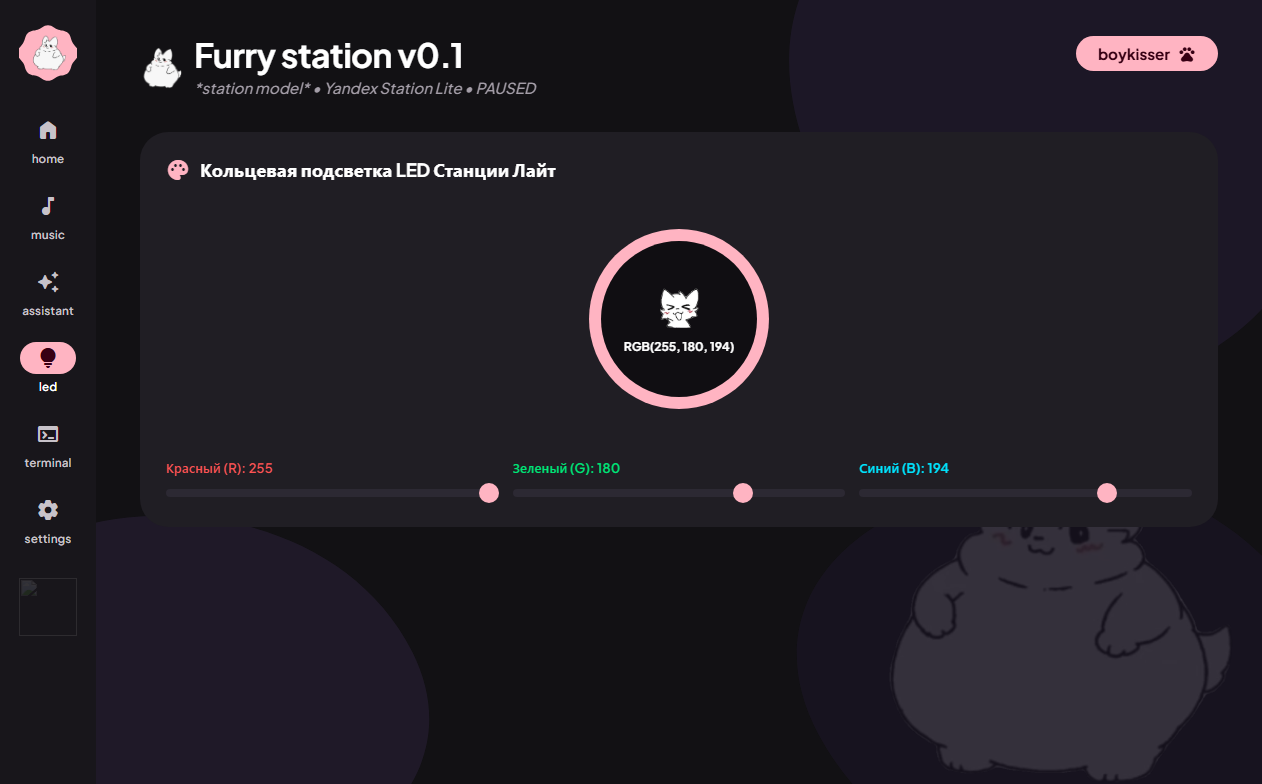 Furry station v0.1
*station model* • Yandex Station Lite • PAUSED
boykisser
home
music
assistant
led
terminal
settings
Кольцевая подсветка LED Станции Лайт
RGB(255, 180, 194)
Красный (R): 255
Зеленый (G): 180
Синий (B): 194